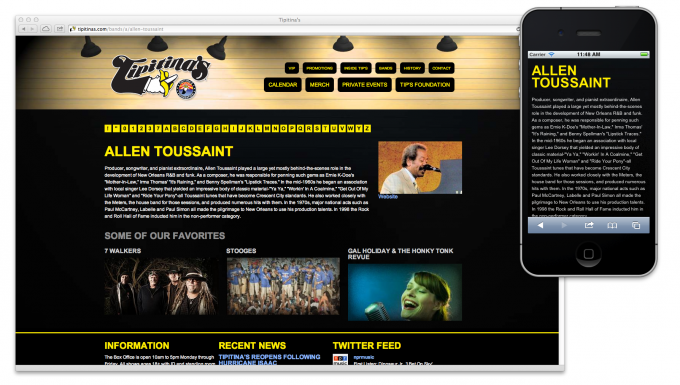 Tipitina's
tipitinas.com/bands/a/allen-toussaint
Tipitina's
VIP PROMOTIONS INSIDE TIP'S BANDS HISTORY CONTACT
CALENDAR MERCH PRIVATE EVENTS TIP'S FOUNDATION
ALLEN TOUSSAINT
Producer, songwriter, and pianist extraordinaire, Allen Toussaint played a large yet mostly behind-the-scenes role in the
development of New Orleans R&B and funk. As a composer, he was responsible for penning such gems as Ernie K-Doe's
"Mother-In-Law," Irma Thomas' "It's Raining," and Benny Spellman's "Lipstick Traces." In the mid-1960s he began an association
with local singer Lee Dorsey that yielded an impressive body of classic material-"Ya Ya," "Workin' In A Coalmine," "Get Out Of My
Life Woman" and "Ride Your Pony"-all Toussaint tunes that have become Crescent City standards. He also worked closely with
the Meters, the house band for those sessions, and produced numerous hits with them. In the 1970s, major national acts such as
Paul McCartney, Labelle and Paul Simon all made the pilgrimage to New Orleans to use his production talents. In 1998 the Rock
and Roll Hall of Fame inducted him in the non-performer category.
Website
SOME OF OUR FAVORITES
7 WALKERS
STOOGES
GAL HOLIDAY & THE HONKY TONK
REVUE
INFORMATION
The Box Office is open 10am to 5pm Monday through
Friday. All shows ages 18+ with ID and standing room
RECENT NEWS
TIPITINA'S REOPENS FOLLOWING
HURRICANE ISAAC
TWITTER FEED
nprmusic
First Listen: Dinosaur Jr. 'I Bet On Sky'
Carrier 11:48 AM
ALLEN
TOUSSAINT
Producer, songwriter, and pianist extraordinaire, Allen
Toussaint played a large yet mostly behind-the-scenes
role in the development of New Orleans R&B and funk.
As a composer, he was responsible for penning such
gems as Ernie K-Doe's "Mother-In-Law," Irma Thomas'
"It's Raining," and Benny Spellman's "Lipstick Traces."
In the mid-1960s he began an association with local
singer Lee Dorsey that yielded an impressive body of
classic material-"Ya Ya," "Workin' In A Coalmine," "Get
Out Of My Life Woman" and "Ride Your Pony"-all
Toussaint tunes that have become Crescent City
standards. He also worked closely with the Meters, the
house band for those sessions, and produced numerous
hits with them. In the 1970s, major national acts such as
Paul McCartney, Labelle and Paul Simon all made the
pilgrimage to New Orleans to use his production talents.
In 1998 the Rock and Roll Hall of Fame inducted him in
the non-performer category.